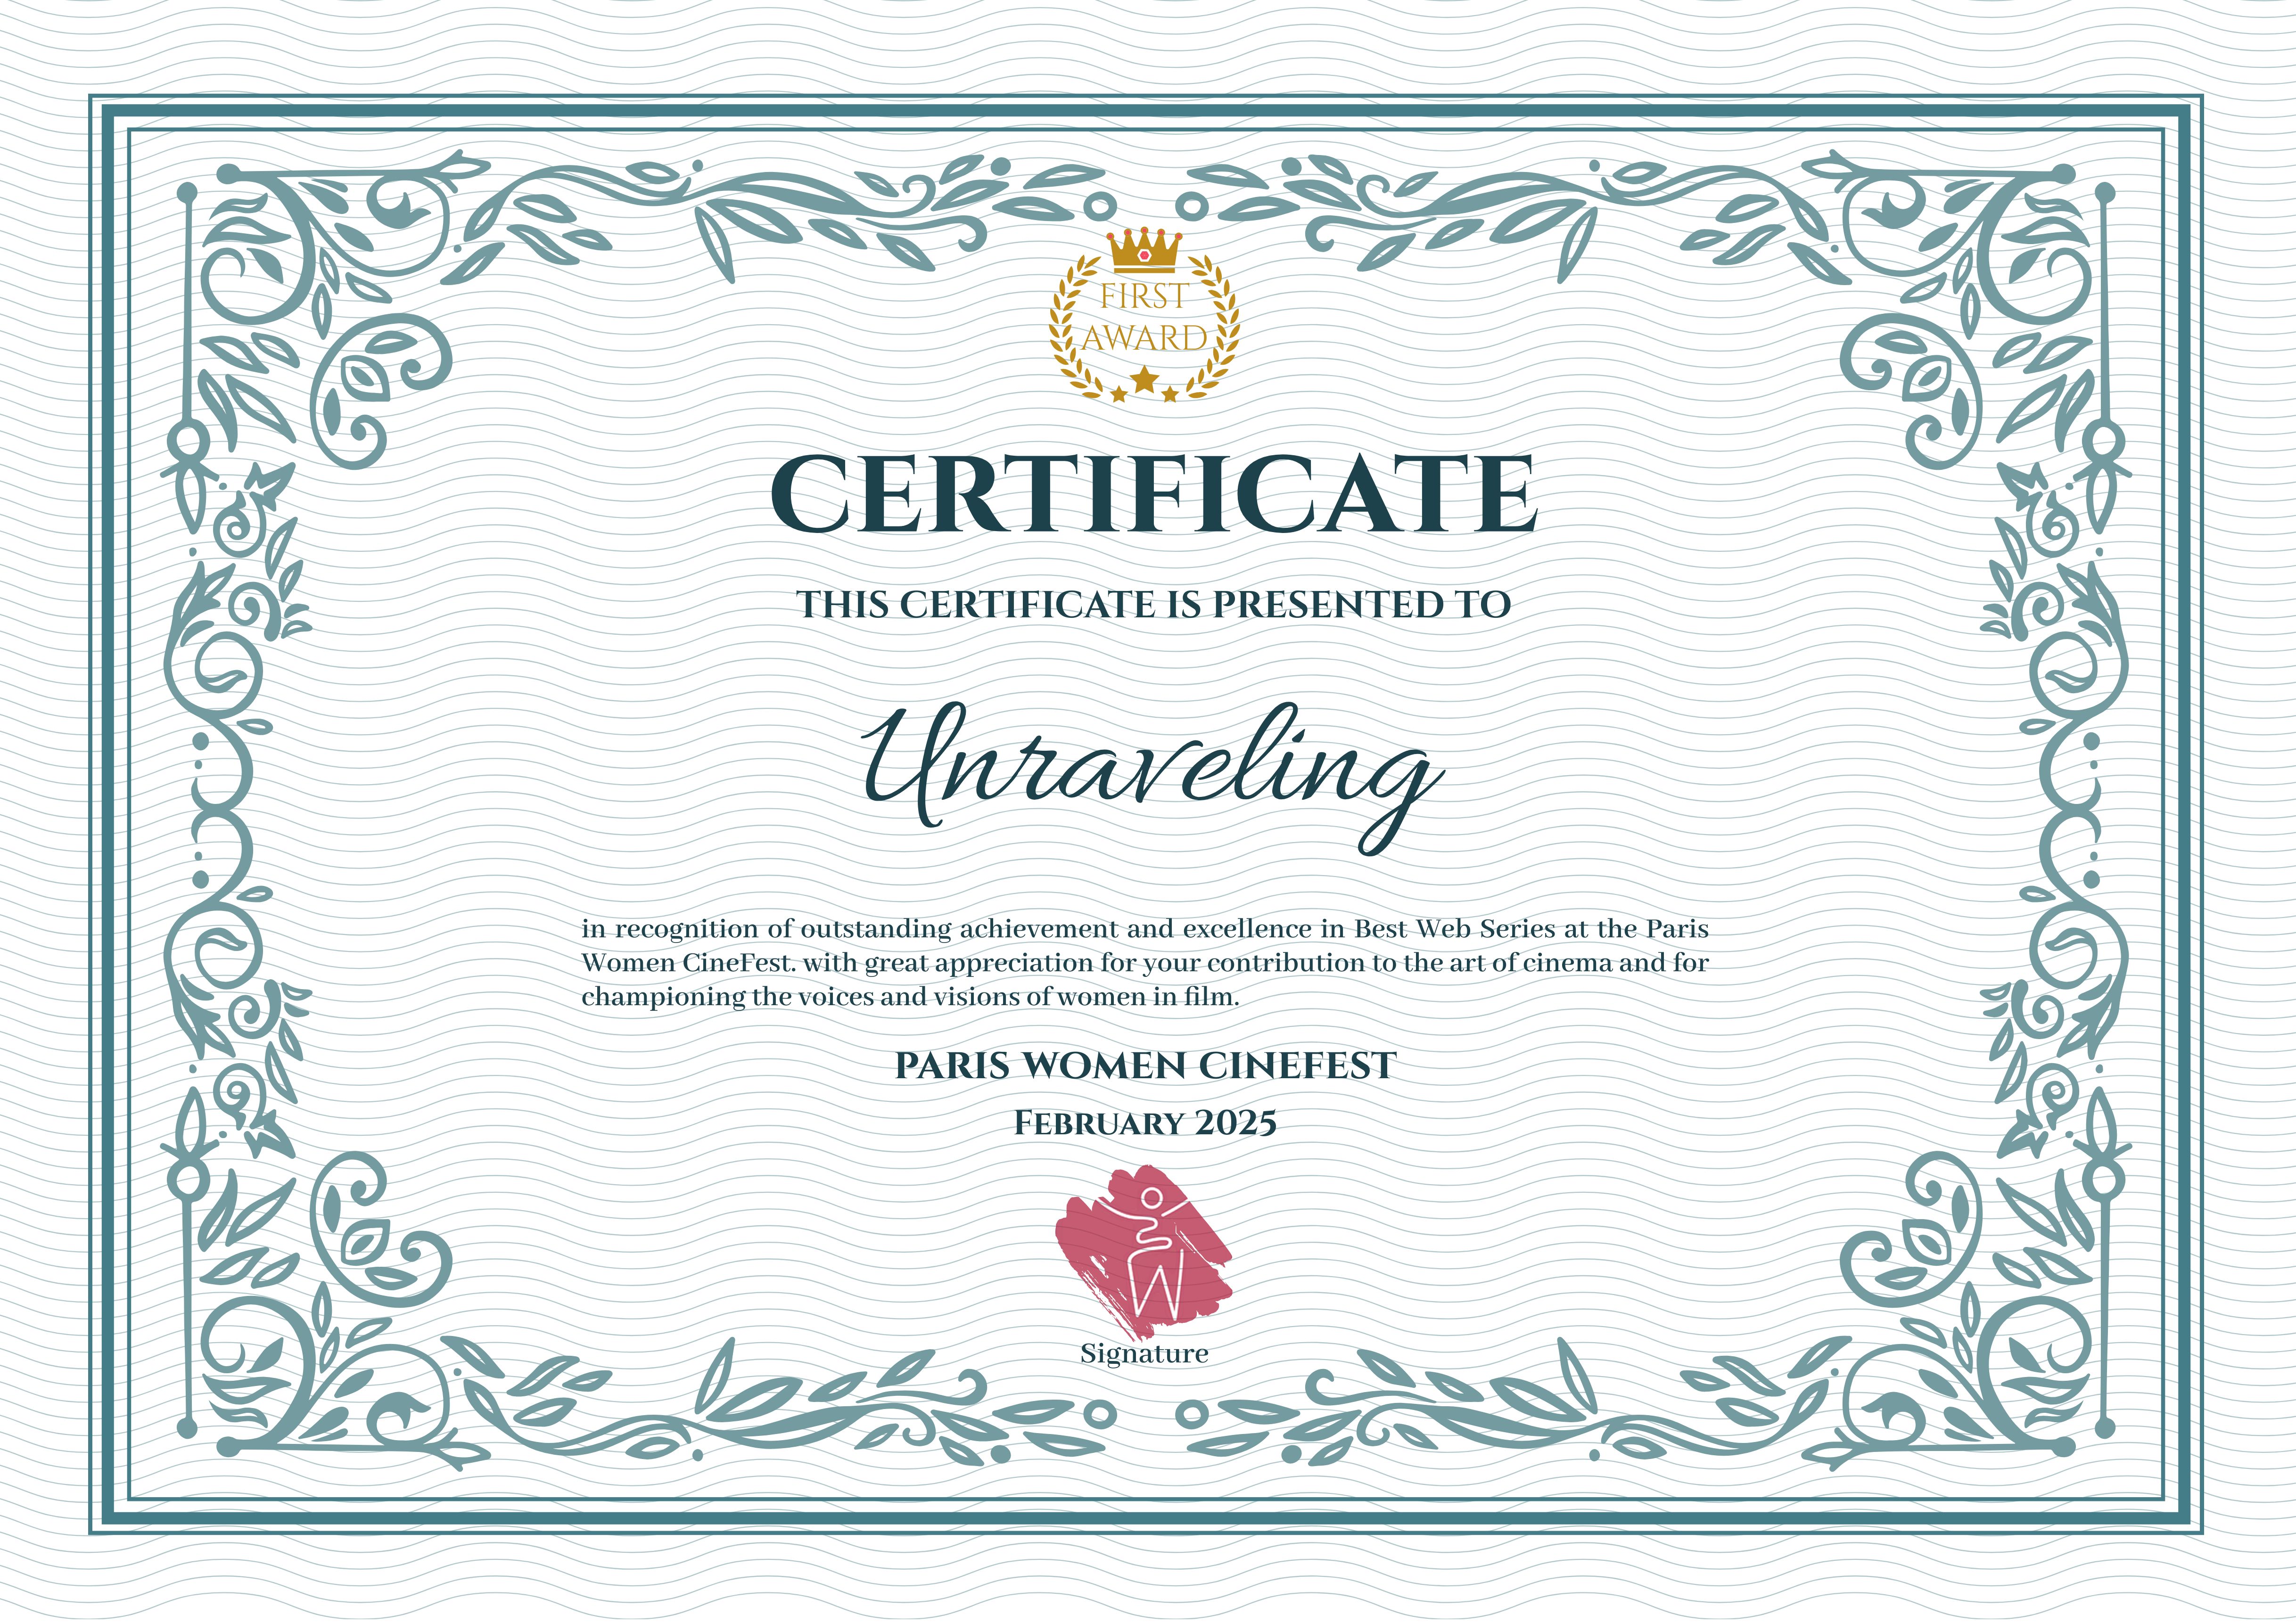 FIRST
AWARD
CERTIFICATE
THIS CERTIFICATE IS PRESENTED TO
Unraveling
in recognition of outstanding achievement and excellence in Best Web Series at the Paris
Women CineFest. with great appreciation for your contribution to the art of cinema and for
championing the voices and visions of women in film.
PARIS WOMEN CINEFEST
February 2025
W
Signature